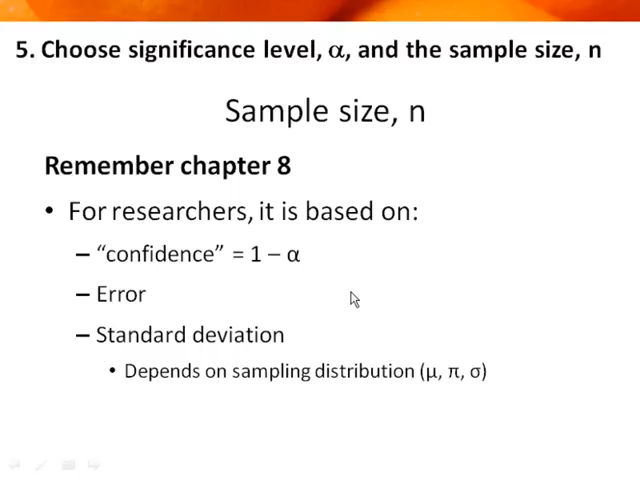 5. Choose significance level, α, and the sample size, n
Sample size, n
Remember chapter 8
• For researchers, it is based on:
– “confidence” = 1 – α
– Error
– Standard deviation
• Depends on sampling distribution (μ, π, σ)